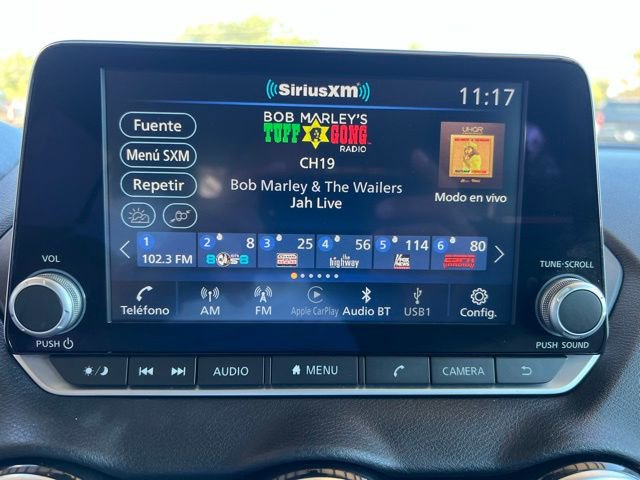 SiriusXM
11:17
Fuente
BOB MARLEY'S
TUFF GONG
RADIO
UHQR
Menú SXM
CH19
Repetir
Bob Marley & The Wailers
Jah Live
Modo en vivo
1
102.3 FM
2 8
3 25
4 56
the highway
5 114
6 80
VOL
TUNE·SCROLL
Teléfono
AM
FM
Apple CarPlay
Audio BT
USB1
Config.
PUSH
PUSH SOUND
AUDIO
MENU
CAMERA